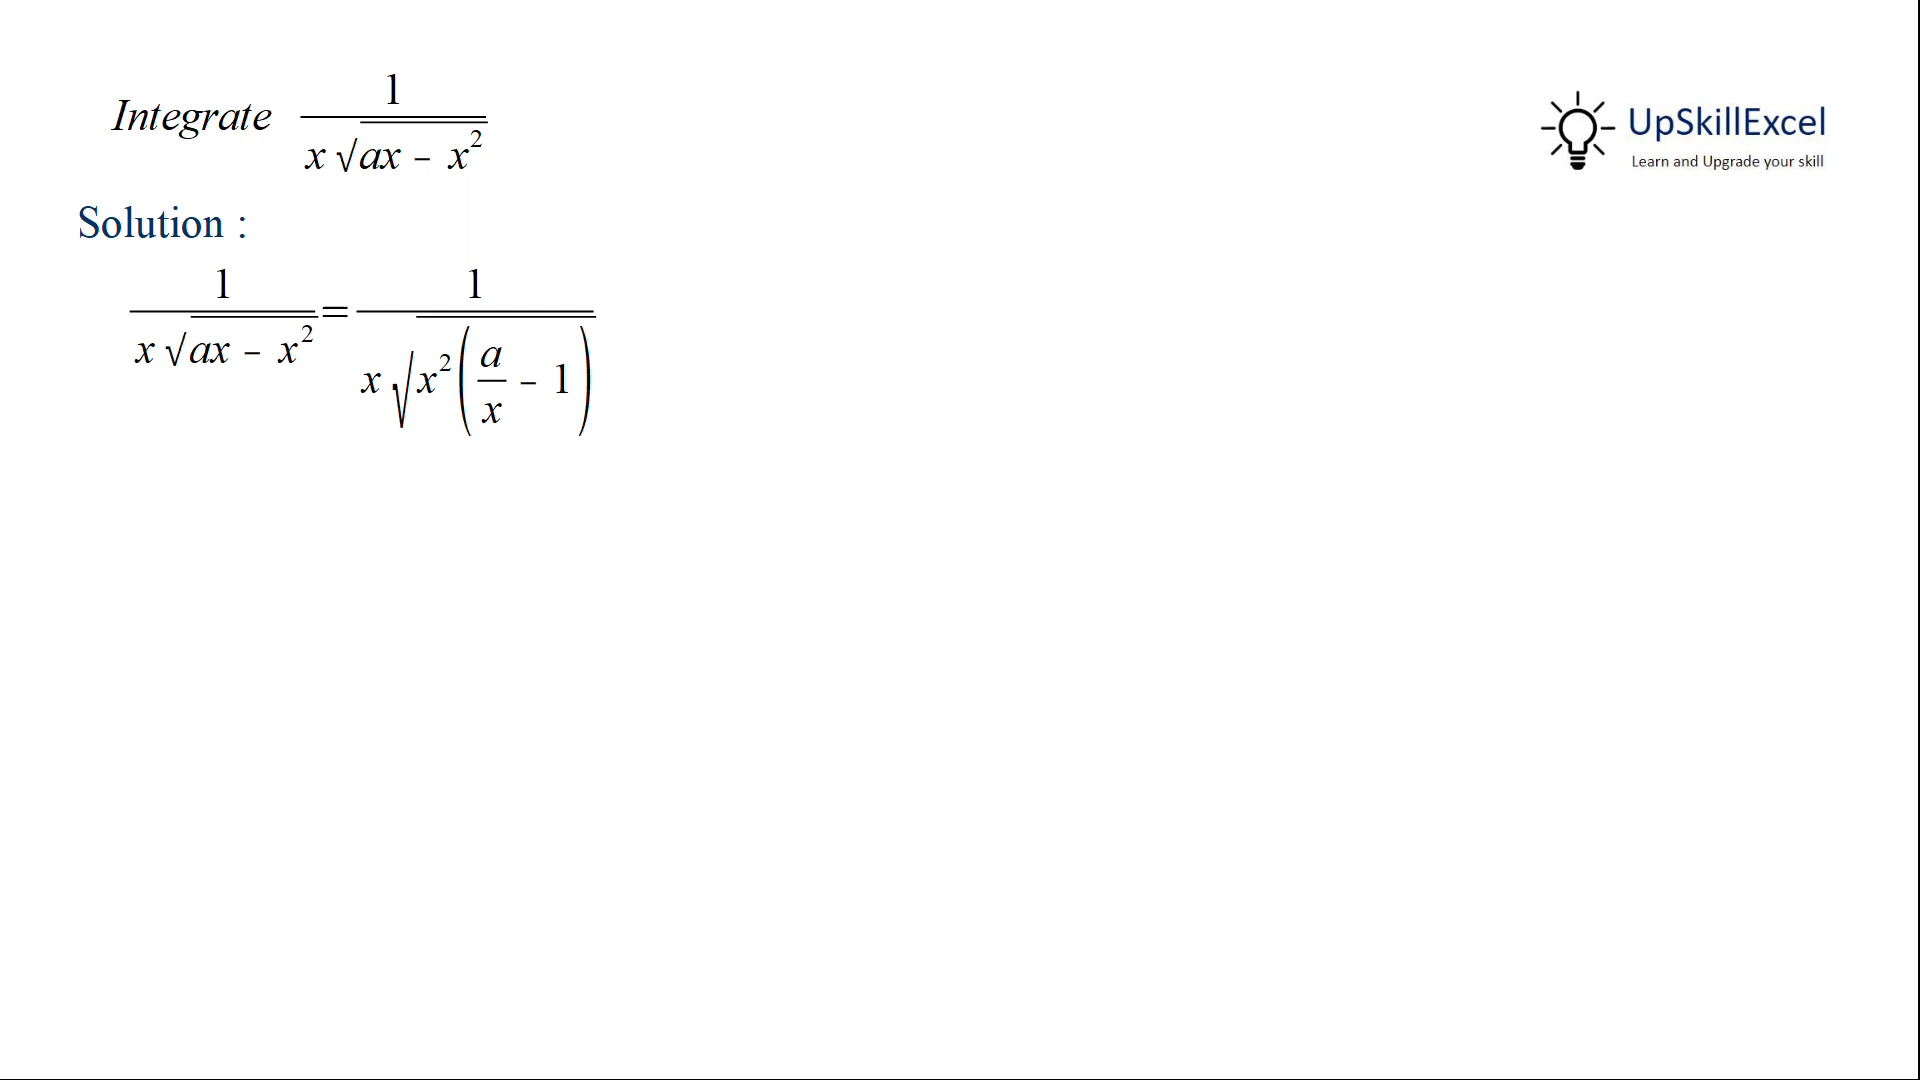 Integrate 1/(x√(ax − x²))
UpSkillExcel
Learn and Upgrade your skill
Solution :
1/(x√(ax − x²)) = 1/(x√(x²(a/x − 1)))